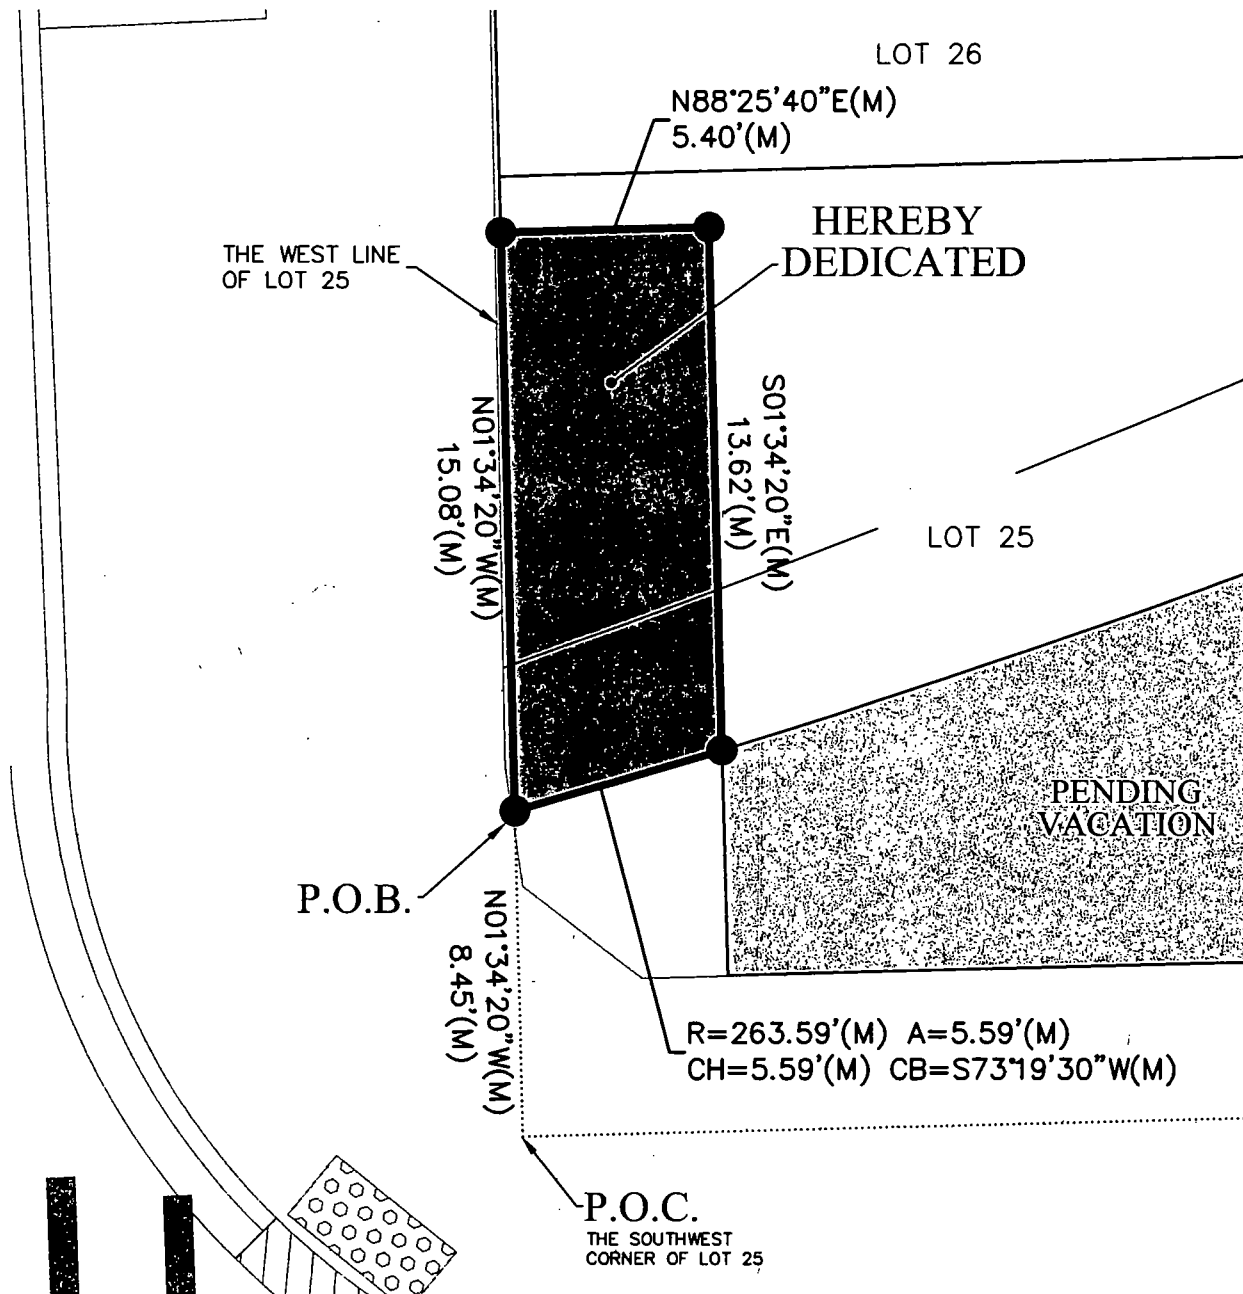 LOT 26
N88°25'40"E(M)
5.40'(M)
HEREBY
DEDICATED
THE WEST LINE
OF LOT 25
N01°34'20"W(M)
15.08'(M)
S01°34'20"E(M)
13.62'(M)
LOT 25
PENDING
VACATION
P.O.B.
N01°34'20"W(M)
8.45'(M)
R=263.59'(M) A=5.59'(M)
CH=5.59'(M) CB=S73°19'30"W(M)
P.O.C.
THE SOUTHWEST
CORNER OF LOT 25